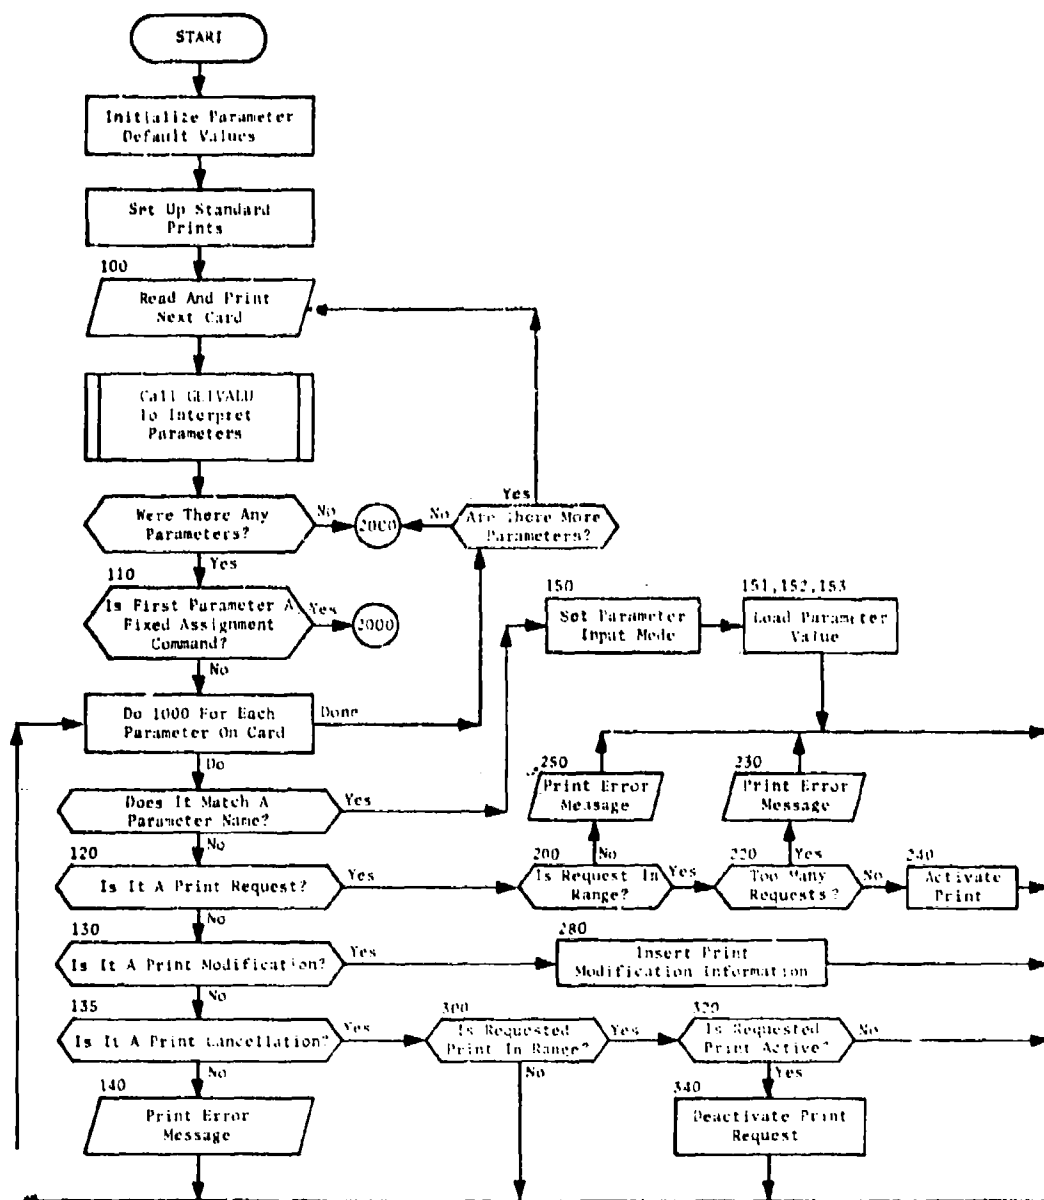 START
Initialize Parameter
Default Values
Set Up Standard
Prints
100
Read And Print
Next Card
Call
To Interpret
Parameters
Were There Any
Parameters?
No
2000
No
Are There More
Parameters?
Yes
Yes
110
Is First Parameter A
Fixed Assignment
Command?
Yes
2000
No
150
Set Parameter
Input Mode
151,152,153
Load Parameter
Value
Do 1000 For Each
Parameter On Card
Done
Do
Does It Match A
Parameter Name?
Yes
No
250
Print Error
Message
230
Print Error
Message
120
Is It A Print Request?
Yes
No
200
Is Request In
Range?
No
Yes
220
Too Many
Requests?
Yes
No
240
Activate
Print
130
Is It A Print Modification?
Yes
No
280
Insert Print
Modification Information
135
Is It A Print Cancellation?
Yes
No
300
Is Requested
Print In Range?
Yes
No
320
Is Requested
Print Active?
No
Yes
140
Print Error
Message
340
Deactivate Print
Request